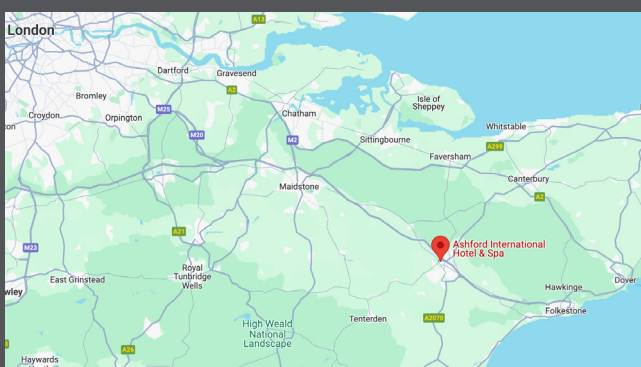 London
A13
Dartford
Gravesend
A2
Bromley
M25
Chatham
Isle of
Sheppey
Croydon
Orpington
M20
M2
Sittingbourne
Whitstable
A299
Faversham
Canterbury
Maidstone
A2
A21
Ashford International
Hotel & Spa
M23
Royal
Tunbridge
Wells
East Grinstead
Dover
Hawkinge
wley
Folkestone
High Weald
National
Landscape
Tenterden
A2070
A26
Haywards